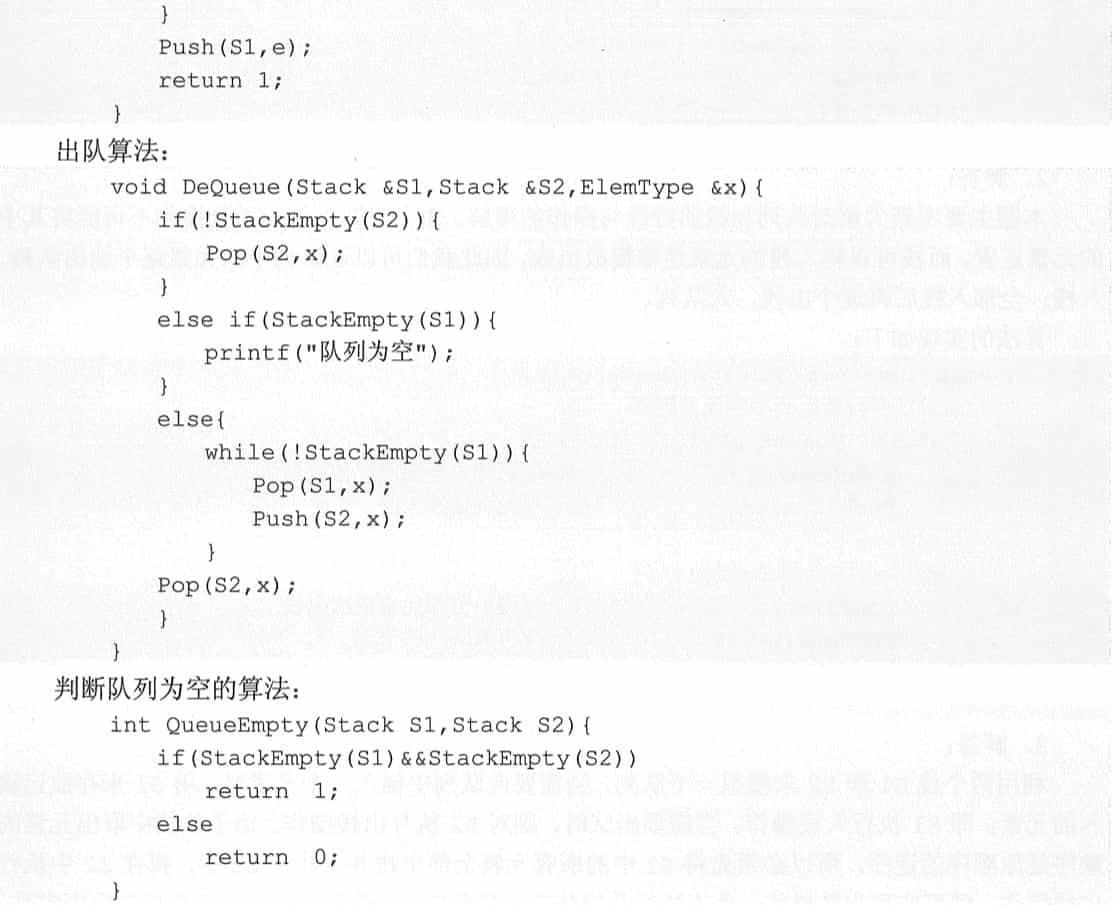 }
Push(S1,e);
return 1;
}
出队算法：
void DeQueue(Stack &S1,Stack &S2,ElemType &x){
if(!StackEmpty(S2)){
Pop(S2,x);
}
else if(StackEmpty(S1)){
printf("队列为空");
}
else{
while(!StackEmpty(S1)){
Pop(S1,x);
Push(S2,x);
}
Pop(S2,x);
}
}
判断队列为空的算法：
int QueueEmpty(Stack S1,Stack S2){
if(StackEmpty(S1)&&StackEmpty(S2))
return 1;
else
return 0;
}